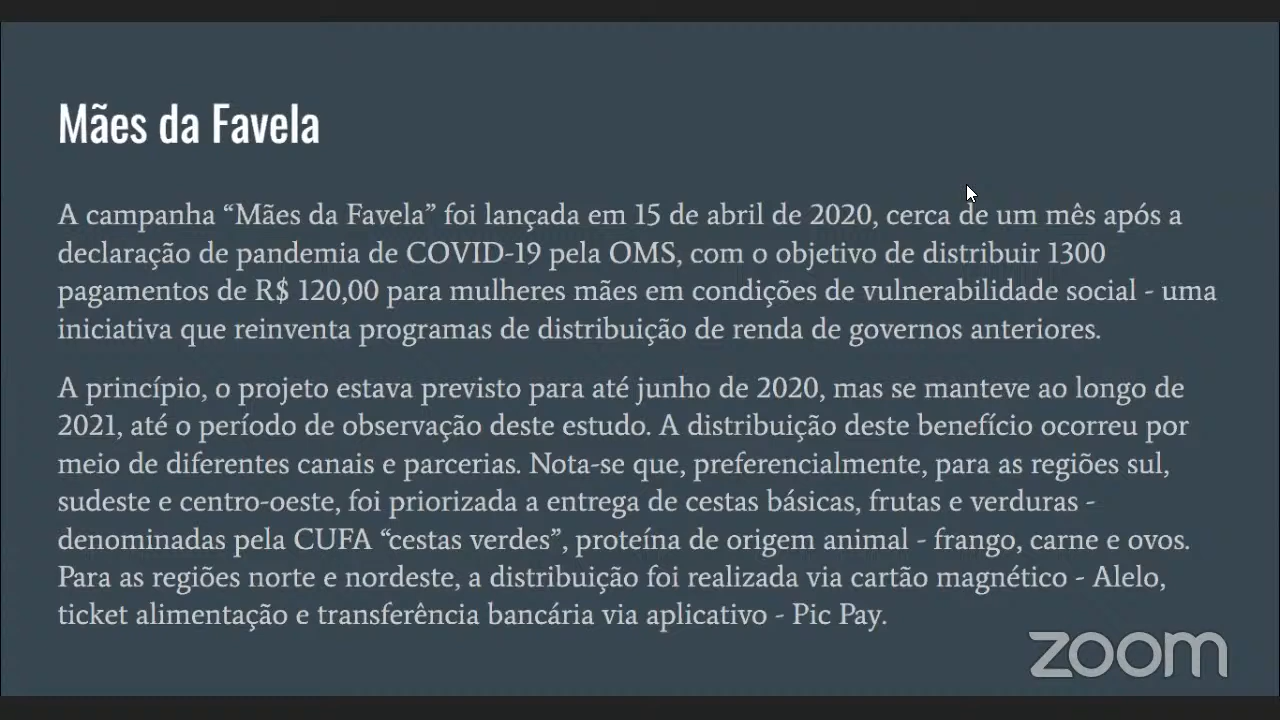 Mães da Favela
A campanha “Mães da Favela” foi lançada em 15 de abril de 2020, cerca de um mês após a
declaração de pandemia de COVID-19 pela OMS, com o objetivo de distribuir 1300
pagamentos de R$ 120,00 para mulheres mães em condições de vulnerabilidade social - uma
iniciativa que reinventa programas de distribuição de renda de governos anteriores.
A princípio, o projeto estava previsto para até junho de 2020, mas se manteve ao longo de
2021, até o período de observação deste estudo. A distribuição deste benefício ocorreu por
meio de diferentes canais e parcerias. Nota-se que, preferencialmente, para as regiões sul,
sudeste e centro-oeste, foi priorizada a entrega de cestas básicas, frutas e verduras -
denominadas pela CUFA “cestas verdes”, proteína de origem animal - frango, carne e ovos.
Para as regiões norte e nordeste, a distribuição foi realizada via cartão magnético - Alelo,
ticket alimentação e transferência bancária via aplicativo - Pic Pay.
zoom